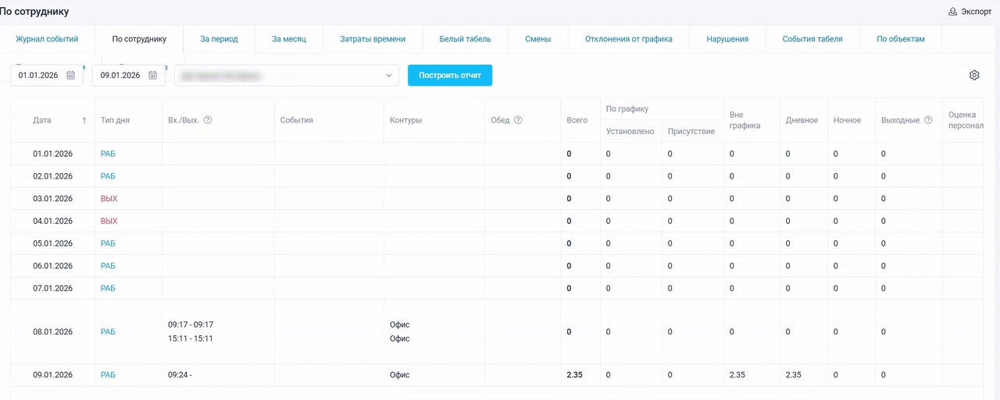 По сотруднику
Экспорт
Журнал событий По сотруднику За период За месяц Затраты времени Белый табель Смены Отклонения от графика Нарушения События табеля По объектам
01.01.2026 09.01.2026 Построить отчет
Дата ↑ Тип дня Вх./Вых. ? События Контуры Обед ? Всего По графику Вне графика Дневное Ночное Выходные ? Оценка персонал
Установлено Присутствие
01.01.2026 РАБ 0 0 0 0 0 0 0
02.01.2026 РАБ 0 0 0 0 0 0 0
03.01.2026 ВЫХ 0 0 0 0 0 0 0
04.01.2026 ВЫХ 0 0 0 0 0 0 0
05.01.2026 РАБ 0 0 0 0 0 0 0
06.01.2026 РАБ 0 0 0 0 0 0 0
07.01.2026 РАБ 0 0 0 0 0 0 0
09:17 - 09:17 Офис
08.01.2026 РАБ 0 0 0 0 0 0 0
15:11 - 15:11 Офис
09.01.2026 РАБ 09:24 - Офис 2.35 0 0 2.35 2.35 0 0